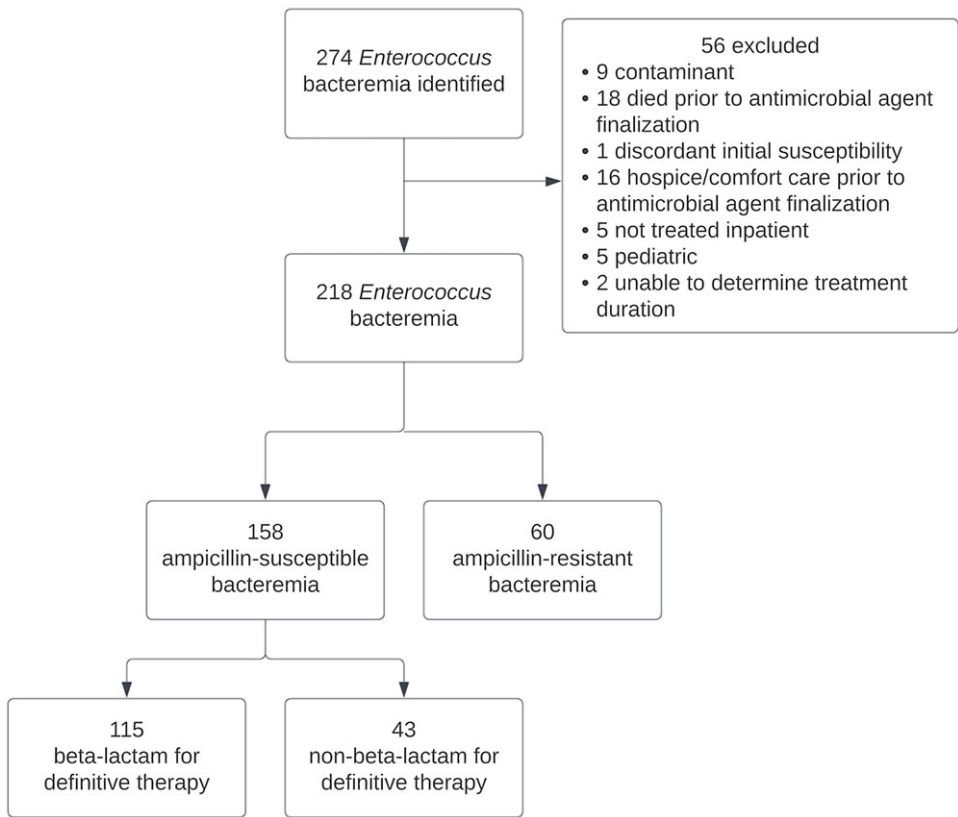 274 Enterococcus
bacteremia identified
56 excluded
• 9 contaminant
• 18 died prior to antimicrobial agent
finalization
• 1 discordant initial susceptibility
• 16 hospice/comfort care prior to
antimicrobial agent finalization
• 5 not treated inpatient
• 5 pediatric
• 2 unable to determine treatment
duration
218 Enterococcus
bacteremia
158
ampicillin-susceptible
bacteremia
60
ampicillin-resistant
bacteremia
115
beta-lactam for
definitive therapy
43
non-beta-lactam for
definitive therapy